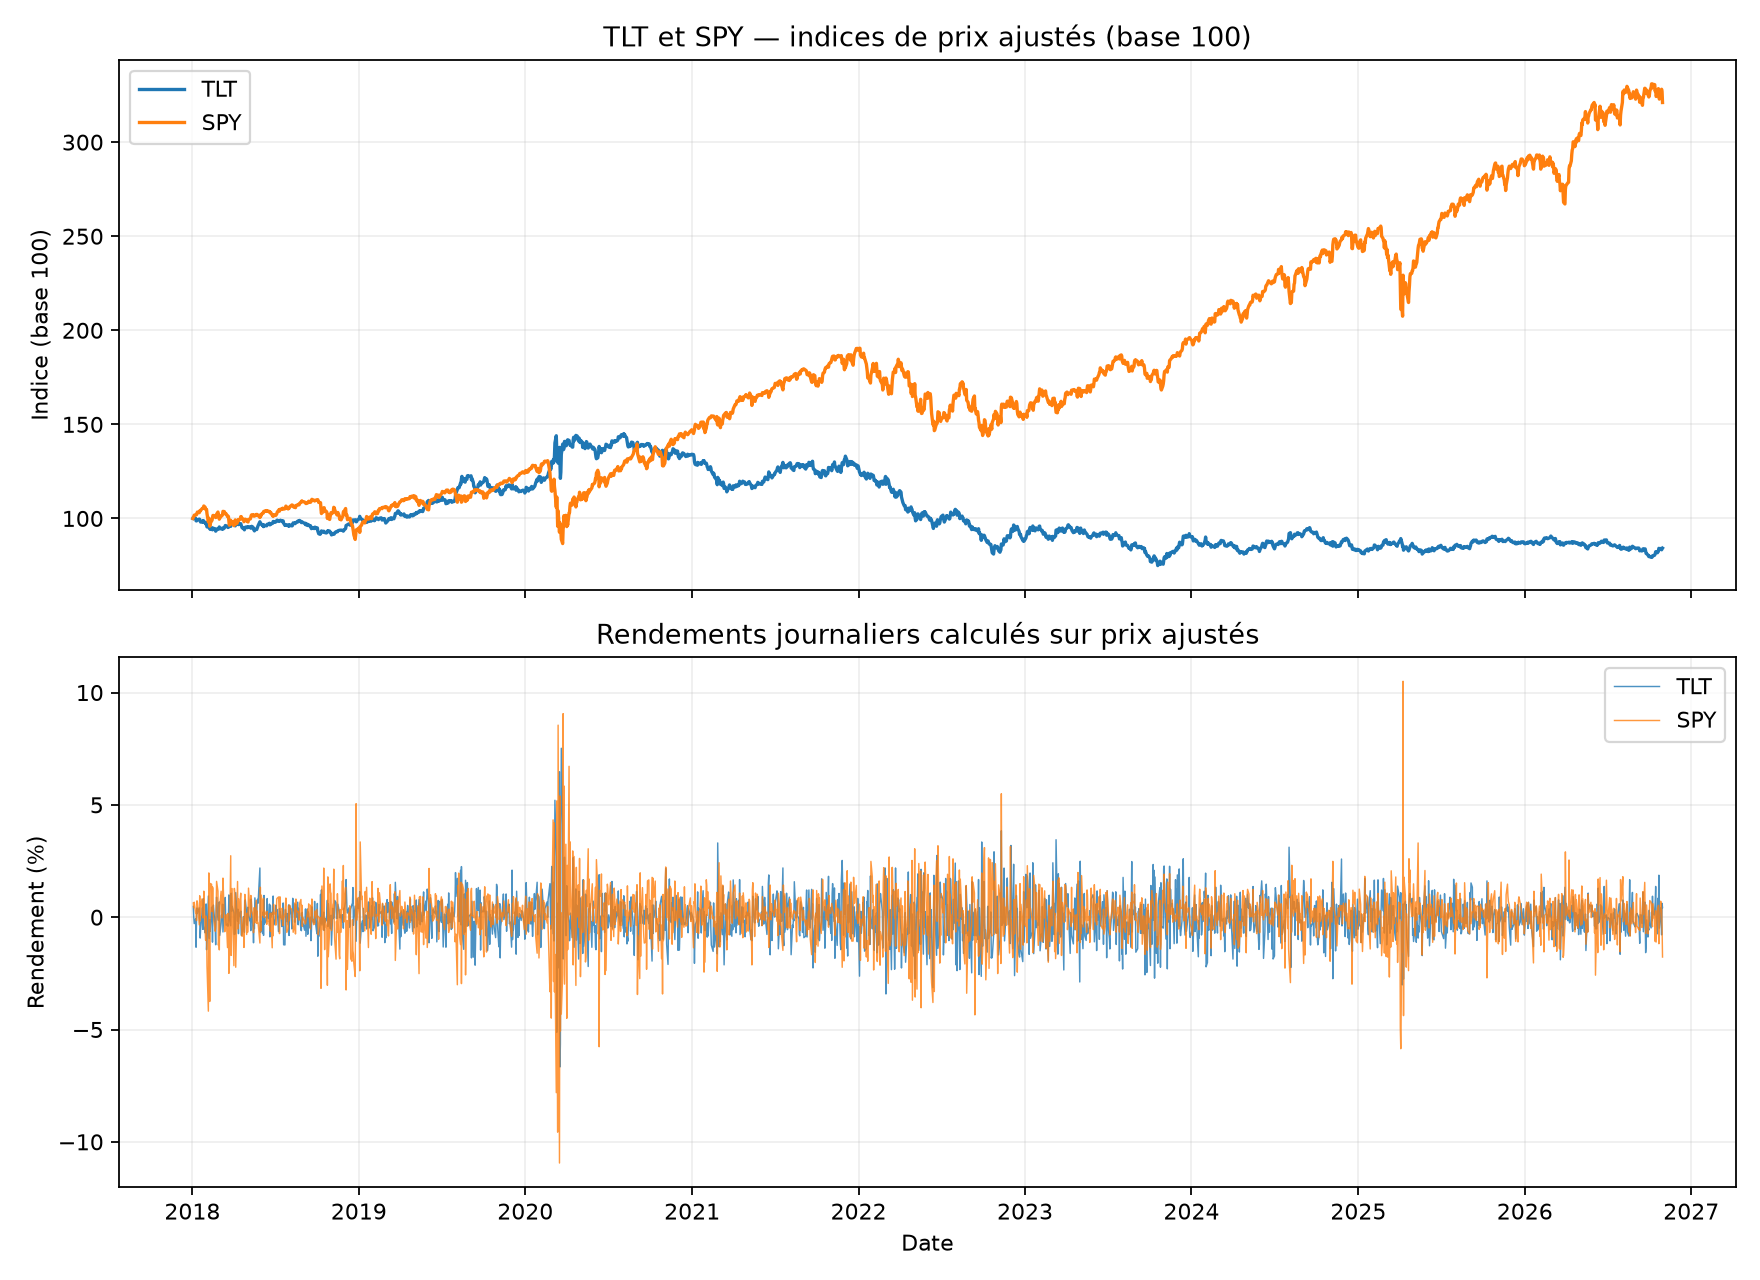 TLT et SPY — indices de prix ajustés (base 100)
TLT
SPY
Indice (base 100)
300
250
200
150
100
Rendements journaliers calculés sur prix ajustés
TLT
SPY
Rendement (%)
10
5
0
−5
−10
2018 2019 2020 2021 2022 2023 2024 2025 2026 2027
Date